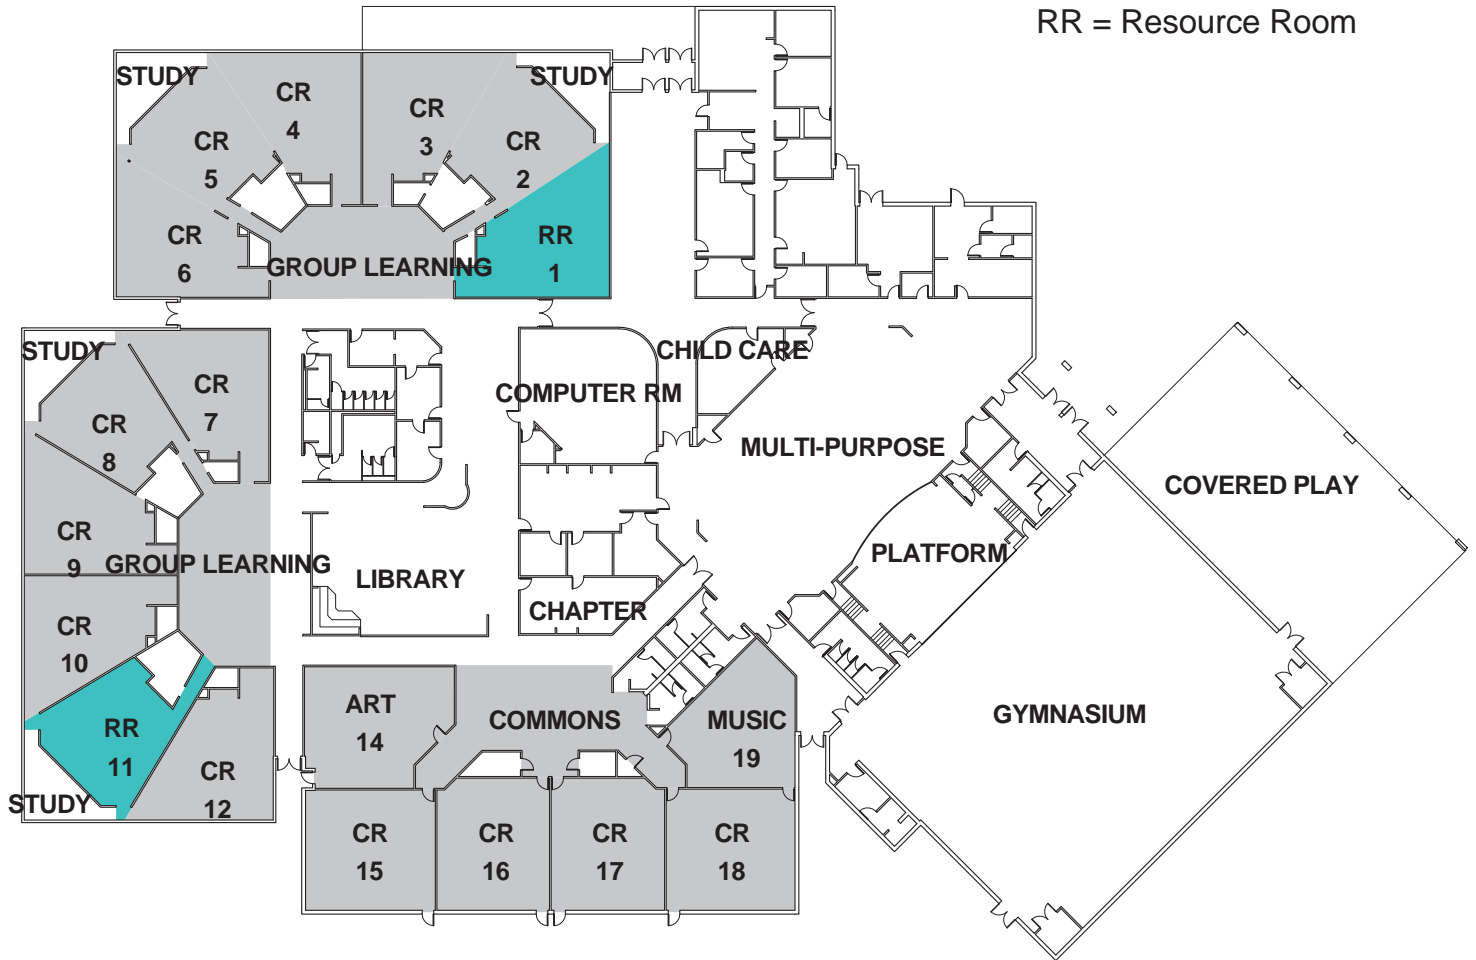 RR = Resource Room
STUDY
CR
4
CR
3
STUDY
CR
5
CR
2
CR
6
GROUP LEARNING
RR
1
STUDY
CR
7
CHILD CARE
COMPUTER RM
CR
8
MULTI-PURPOSE
COVERED PLAY
CR
9
GROUP LEARNING
LIBRARY
PLATFORM
CHAPTER
CR
10
ART
14
COMMONS
MUSIC
19
GYMNASIUM
RR
11
CR
12
STUDY
CR
15
CR
16
CR
17
CR
18